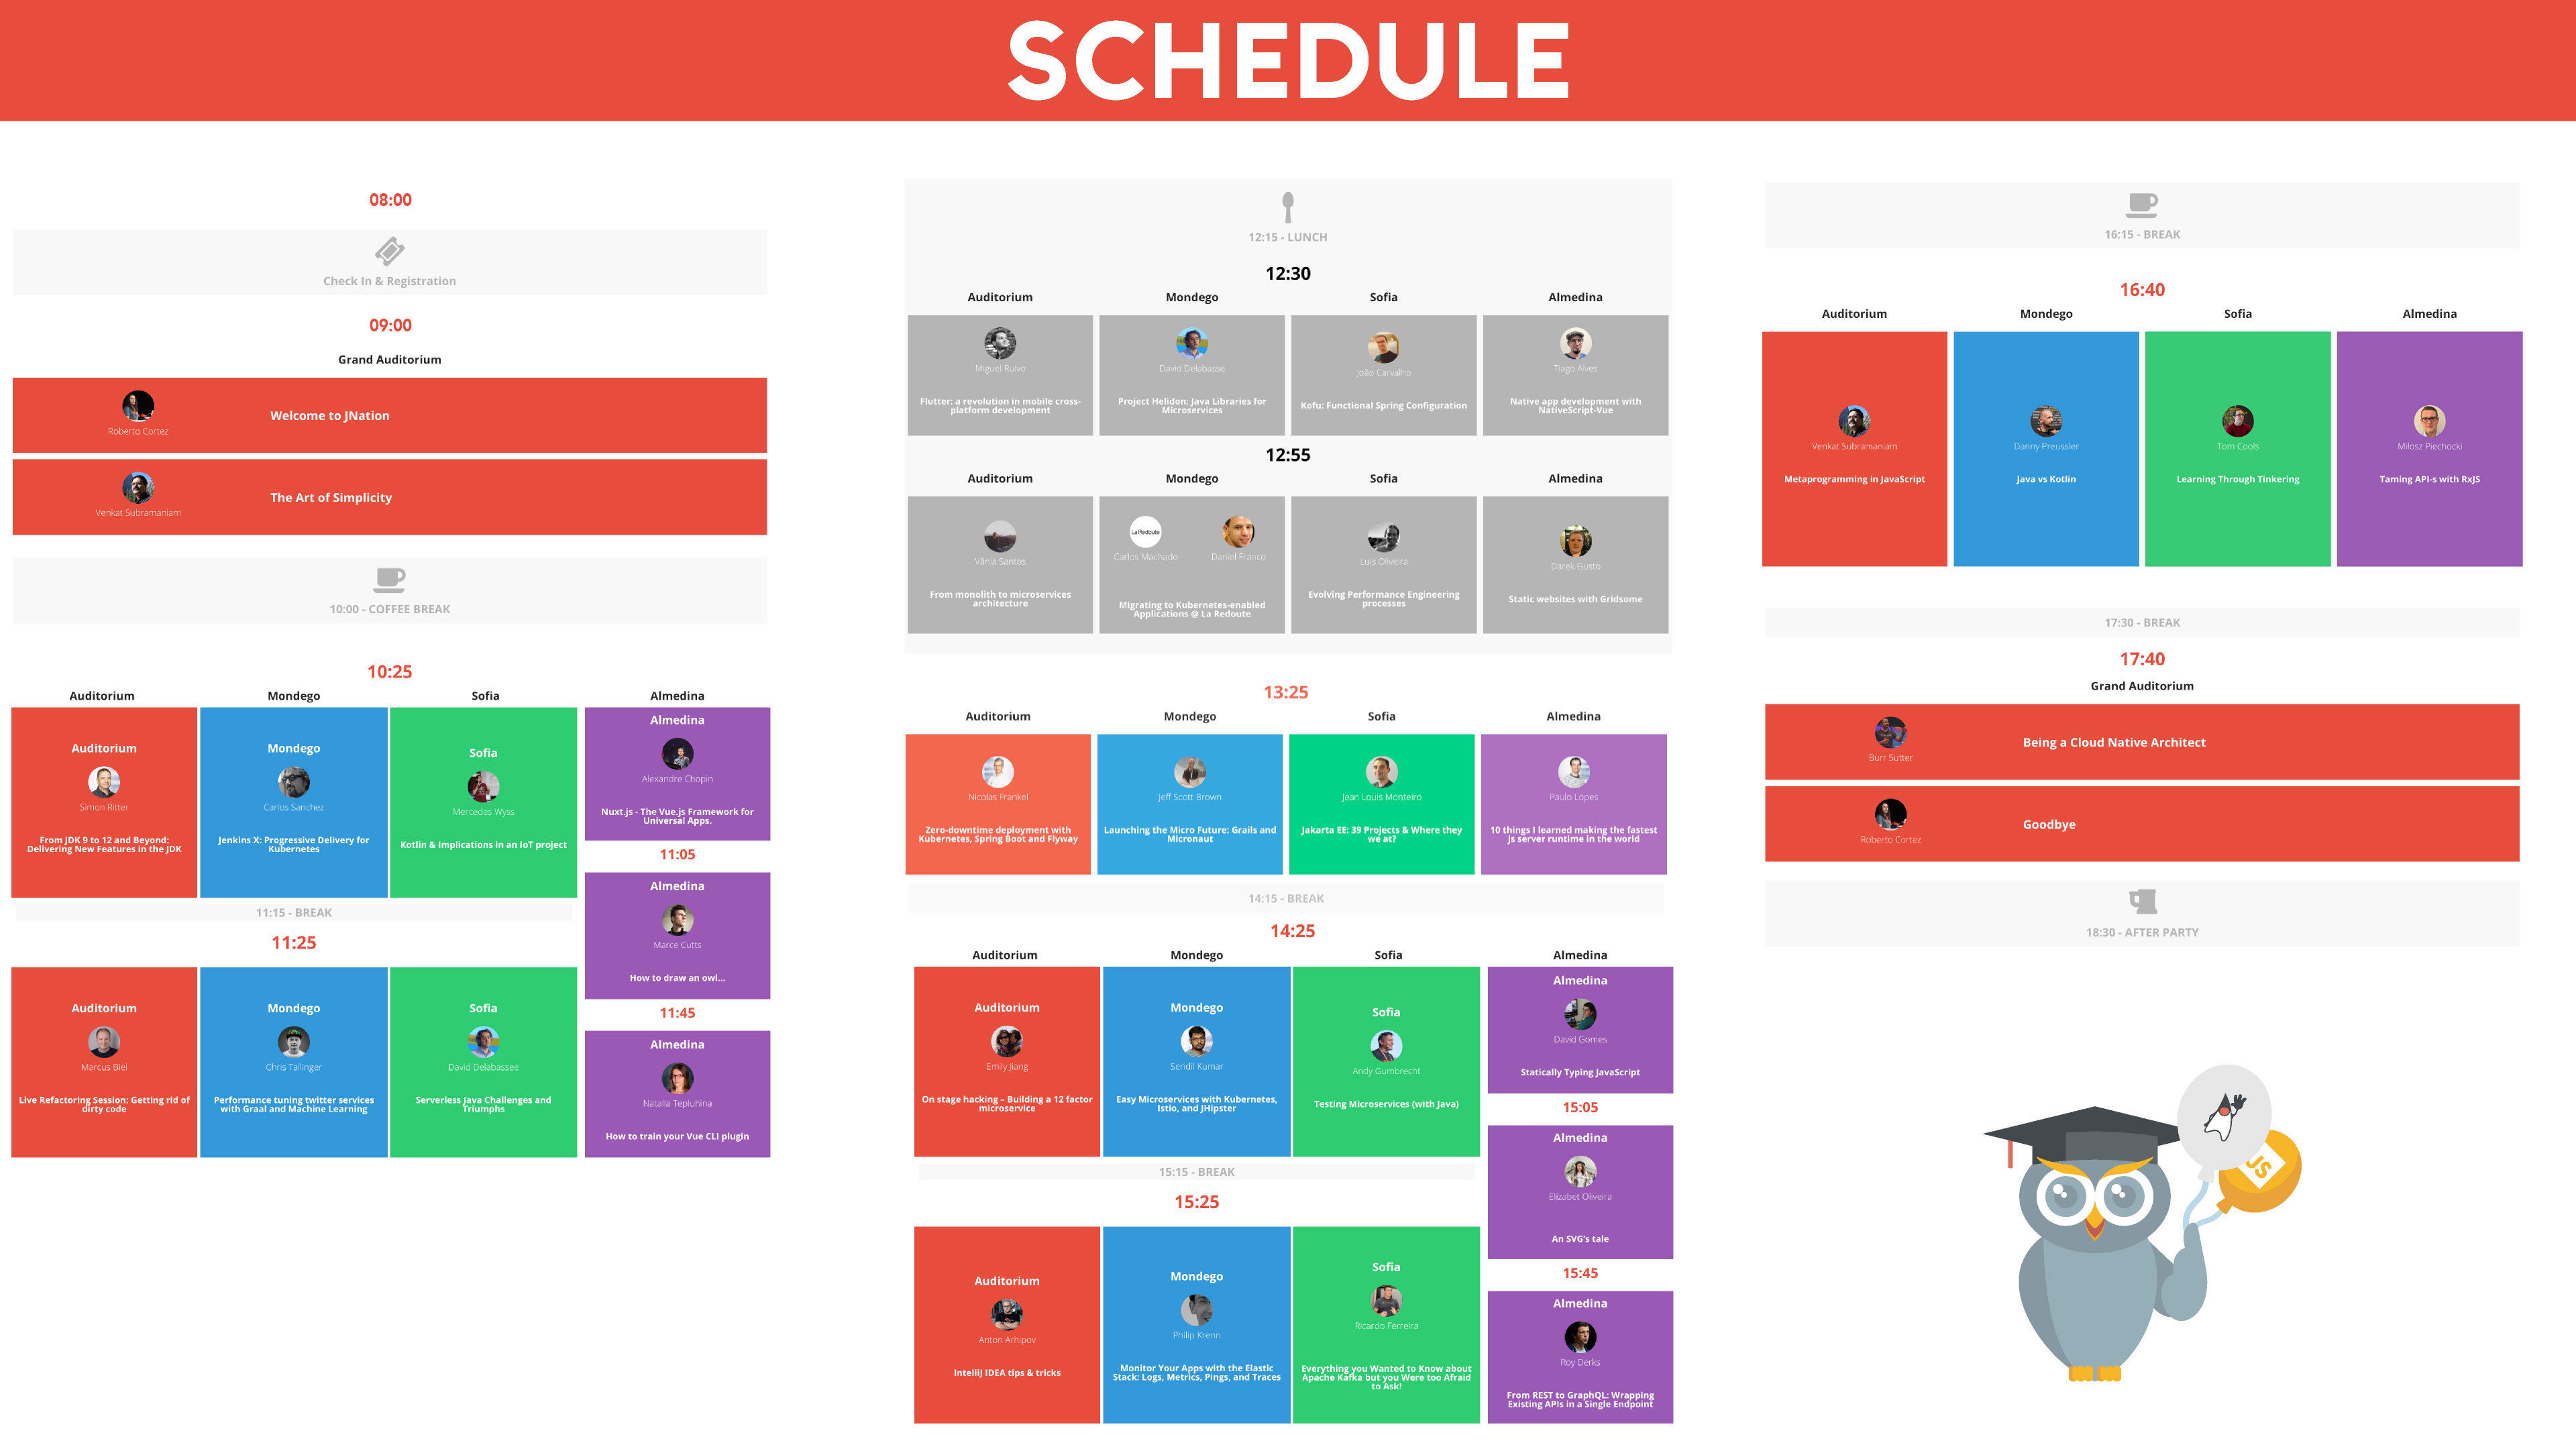 SCHEDULE
08:00
Check In & Registration
09:00
Grand Auditorium
Roberto Cortez
Welcome to JNation
Venkat Subramaniam
The Art of Simplicity
10:00 - COFFEE BREAK
10:25
Auditorium
Mondego
Sofia
Almedina
Auditorium
Simon Ritter
From JDK 9 to 12 and Beyond:
Delivering New Features in the JDK
Mondego
Carlos Sanchez
Jenkins X: Progressive Delivery for
Kubernetes
Sofia
Mercedes Wyss
Kotlin & Implications in an IoT project
Almedina
Alexandre Chopin
Nuxt.js - The Vue.js Framework for
Universal Apps.
11:05
Almedina
Marce Cutts
How to draw an owl...
11:15 - BREAK
11:25
Auditorium
Marcus Biel
Live Refactoring Session: Getting rid of
dirty code
Mondego
Chris Tallinger
Performance tuning twitter services
with Graal and Machine Learning
Sofia
David Delabassee
Serverless Java Challenges and
Triumphs
11:45
Almedina
Natalia Tepluhina
How to train your Vue CLI plugin
12:15 - LUNCH
12:30
Auditorium
Mondego
Sofia
Almedina
Miguel Ruivo
Flutter: a revolution in mobile cross-
platform development
David Delabasse
Project Helidon: Java Libraries for
Microservices
João Carvalho
Kofu: Functional Spring Configuration
Tiago Alves
Native app development with
NativeScript-Vue
12:55
Auditorium
Mondego
Sofia
Almedina
Vânia Santos
From monolith to microservices
architecture
La Redoute
Carlos Machado
Daniel Franco
Migrating to Kubernetes-enabled
Applications @ La Redoute
Luis Oliveira
Evolving Performance Engineering
processes
Darek Gusto
Static websites with Gridsome
13:25
Auditorium
Mondego
Sofia
Almedina
Nicolas Frankel
Zero-downtime deployment with
Kubernetes, Spring Boot and Flyway
Jeff Scott Brown
Launching the Micro Future: Grails and
Micronaut
Jean Louis Monteiro
Jakarta EE: 39 Projects & Where they
we at?
Paulo Lopes
10 things I learned making the fastest
js server runtime in the world
14:15 - BREAK
14:25
Auditorium
Mondego
Sofia
Almedina
Auditorium
Emily Jiang
On stage hacking – Building a 12 factor
microservice
Mondego
Sendil Kumar
Easy Microservices with Kubernetes,
Istio, and JHipster
Sofia
Andy Gumbrecht
Testing Microservices (with Java)
Almedina
David Gomes
Statically Typing JavaScript
15:05
Almedina
Elizabet Oliveira
An SVG's tale
15:15 - BREAK
15:25
Auditorium
Anton Arhipov
IntelliJ IDEA tips & tricks
Mondego
Philip Krenn
Monitor Your Apps with the Elastic
Stack: Logs, Metrics, Pings, and Traces
Sofia
Ricardo Ferreira
Everything you Wanted to Know about
Apache Kafka but you Were too Afraid
to Ask!
15:45
Almedina
Roy Derks
From REST to GraphQL: Wrapping
Existing APIs in a Single Endpoint
16:15 - BREAK
16:40
Auditorium
Mondego
Sofia
Almedina
Venkat Subramaniam
Metaprogramming in JavaScript
Danny Preussler
Java vs Kotlin
Tom Cools
Learning Through Tinkering
Miłosz Piechocki
Taming API-s with RxJS
17:30 - BREAK
17:40
Grand Auditorium
Burr Sutter
Being a Cloud Native Architect
Roberto Cortez
Goodbye
18:30 - AFTER PARTY
JS